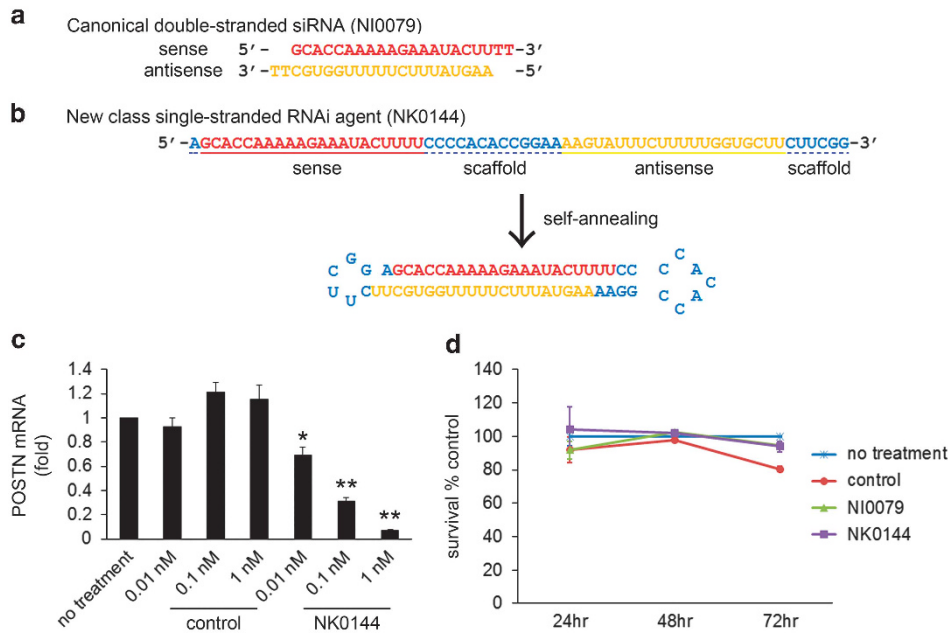 a
Canonical double-stranded siRNA (NI0079)
sense 5'- GCACCAAAAAGAAAUACUUTT-3'
antisense 3'-TTCGUGGUUUUUCUUUAUGAA -5'
b
New class single-stranded RNAi agent (NK0144)
5'-AGCACCAAAAAGAAAUACUUUUCCCCACACCGGAAAAGUAUUUCUUUUUGGUGCUUCUUCGG-3'
sense scaffold antisense scaffold
self-annealing
C G G AGCACCAAAAAGAAAUACUUUUCC C C A C
U U C UUCGUGGUUUUUCUUUAUGAAAAGG C C A
c
POSTN mRNA
(fold)
1.4
1.2
1
0.8
0.6
0.4
0.2
0
* ** **
no treatment 0.01 nM 0.1 nM 1 nM 0.01 nM 0.1 nM 1 nM
control NK0144
d
survival % control
140
120
100
80
60
40
20
0
24hr 48hr 72hr
no treatment
control
NI0079
NK0144